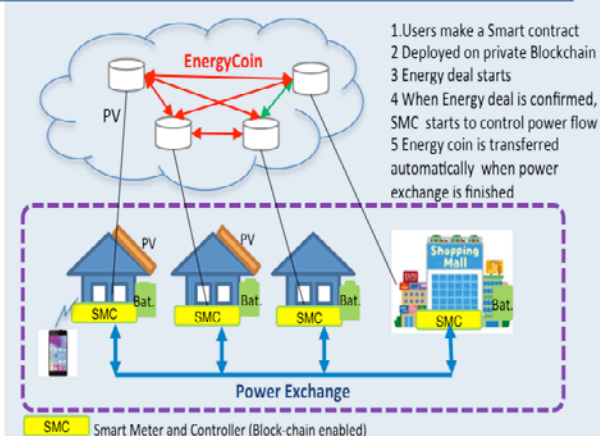 1.Users make a Smart contract
2 Deployed on private Blockchain
3 Energy deal starts
4 When Energy deal is confirmed,
SMC starts to control power flow
5 Energy coin is transferred
automatically when power
exchange is finished
EnergyCoin
PV
PV
PV
Shopping
Mall
Bat.
Bat.
Bat.
Bat.
SMC
SMC
SMC
SMC
Power Exchange
SMC Smart Meter and Controller (Block-chain enabled)